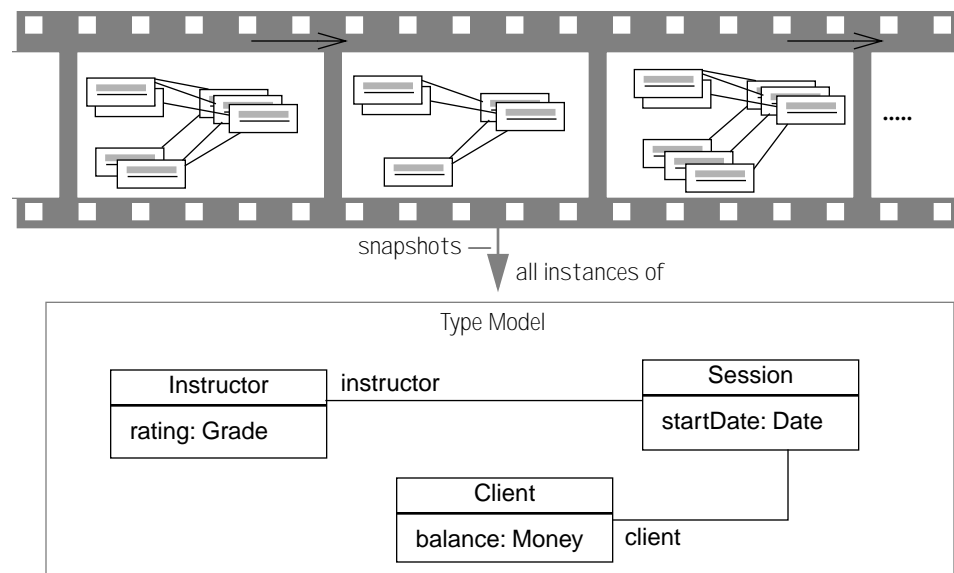 .....
snapshots
all instances of
Type Model
Instructor
instructor
Session
rating: Grade
startDate: Date
Client
balance: Money
client